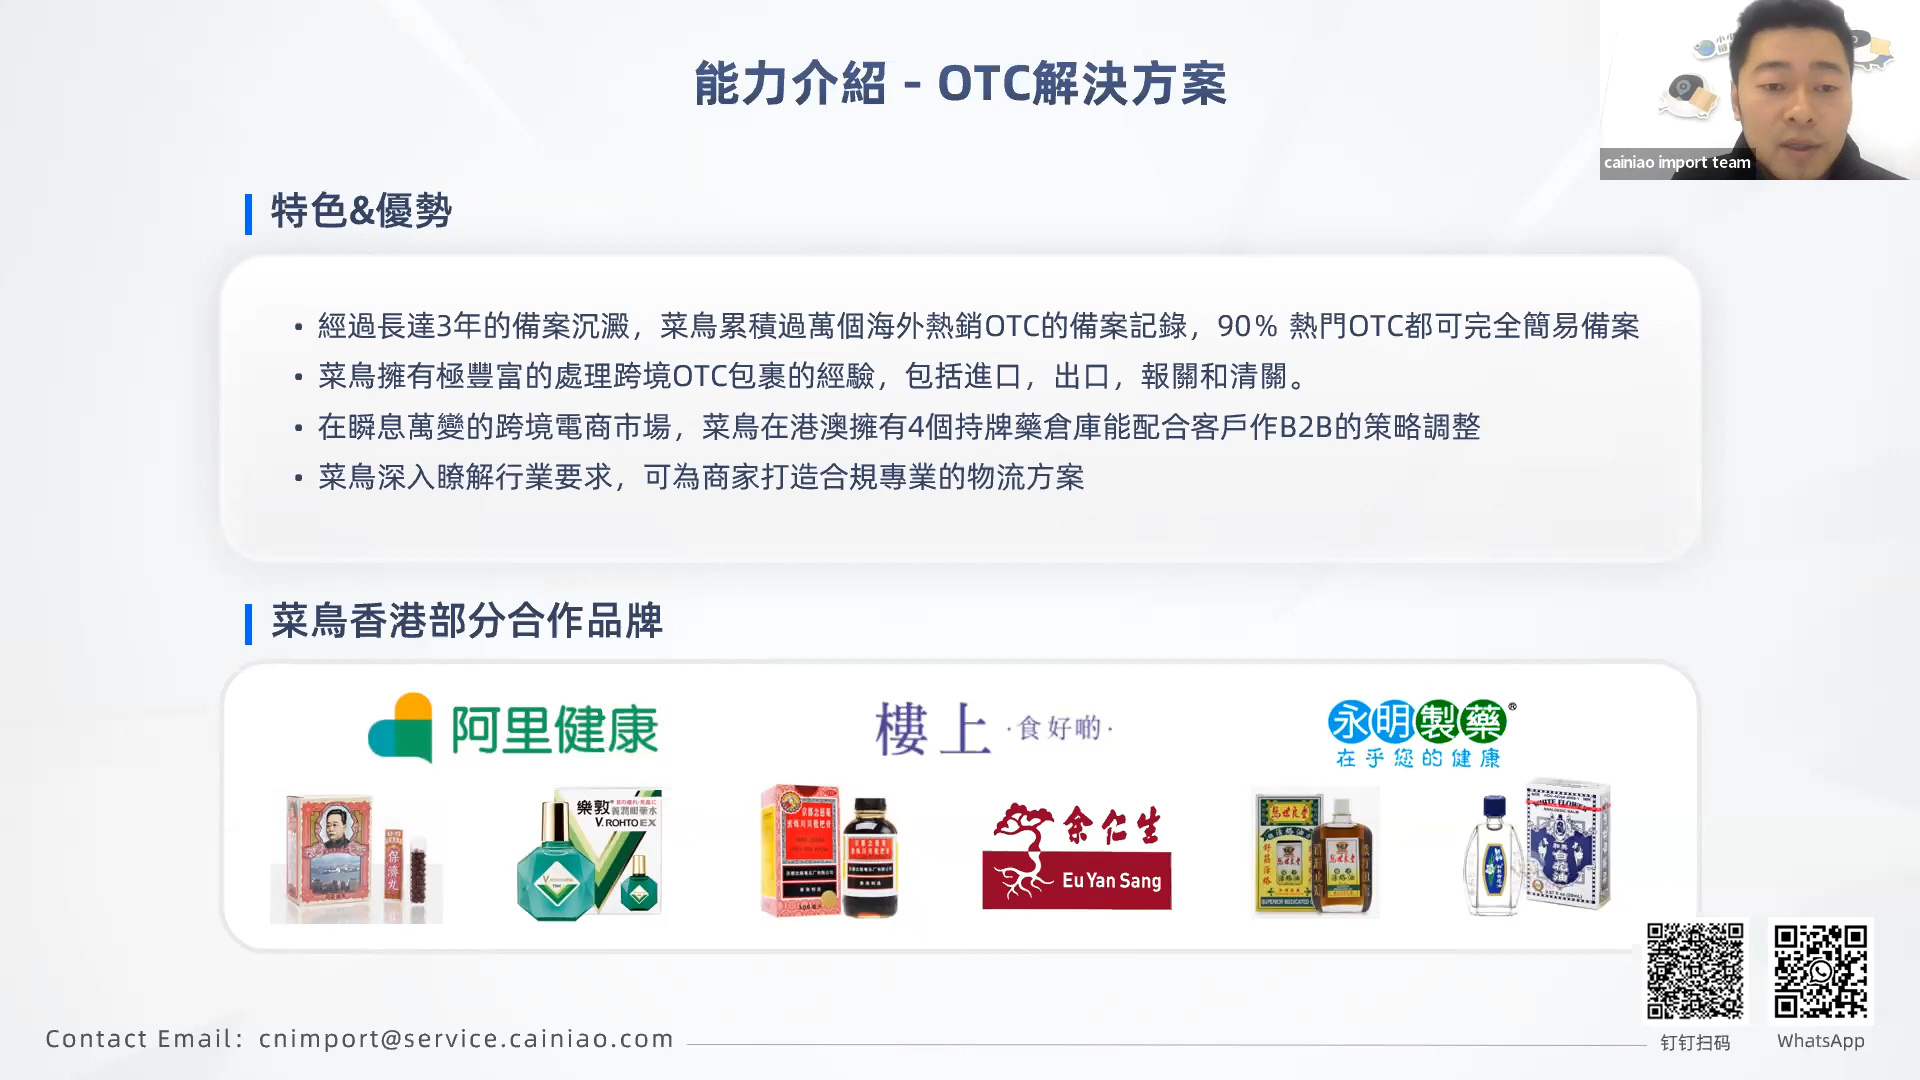 能力介紹 - OTC解決方案
cainiao import team
特色&優勢
• 經過長達3年的備案沉澱，菜鳥累積過萬個海外熱銷OTC的備案記錄，90% 熱門OTC都可完全簡易備案
• 菜鳥擁有極豐富的處理跨境OTC包裹的經驗，包括進口，出口，報關和清關。
• 在瞬息萬變的跨境電商市場，菜鳥在港澳擁有4個持牌藥倉庫能配合客戶作B2B的策略調整
• 菜鳥深入瞭解行業要求，可為商家打造合規專業的物流方案
菜鳥香港部分合作品牌
阿里健康
樓上 ·食好啲·
永明製藥®
在乎您的健康
保濟丸
樂敦
V.ROHTO EX
余仁生
Eu Yan Sang
WHITE FLOWER
白花油
Contact Email：cnimport@service.cainiao.com
钉钉扫码
WhatsApp